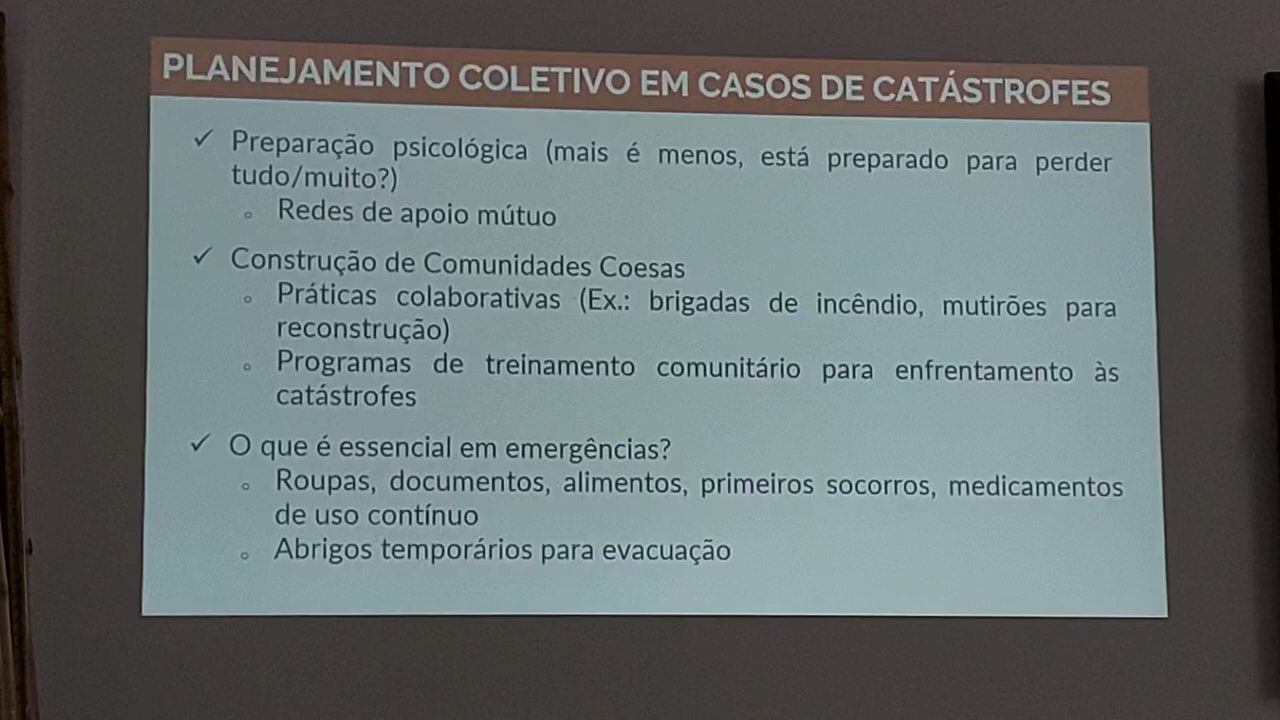 PLANEJAMENTO COLETIVO EM CASOS DE CATÁSTROFES
✓ Preparação psicológica (mais é menos, está preparado para perder
tudo/muito?)
◦ Redes de apoio mútuo
✓ Construção de Comunidades Coesas
◦ Práticas colaborativas (Ex.: brigadas de incêndio, mutirões para
reconstrução)
◦ Programas de treinamento comunitário para enfrentamento às
catástrofes
✓ O que é essencial em emergências?
◦ Roupas, documentos, alimentos, primeiros socorros, medicamentos
de uso contínuo
◦ Abrigos temporários para evacuação